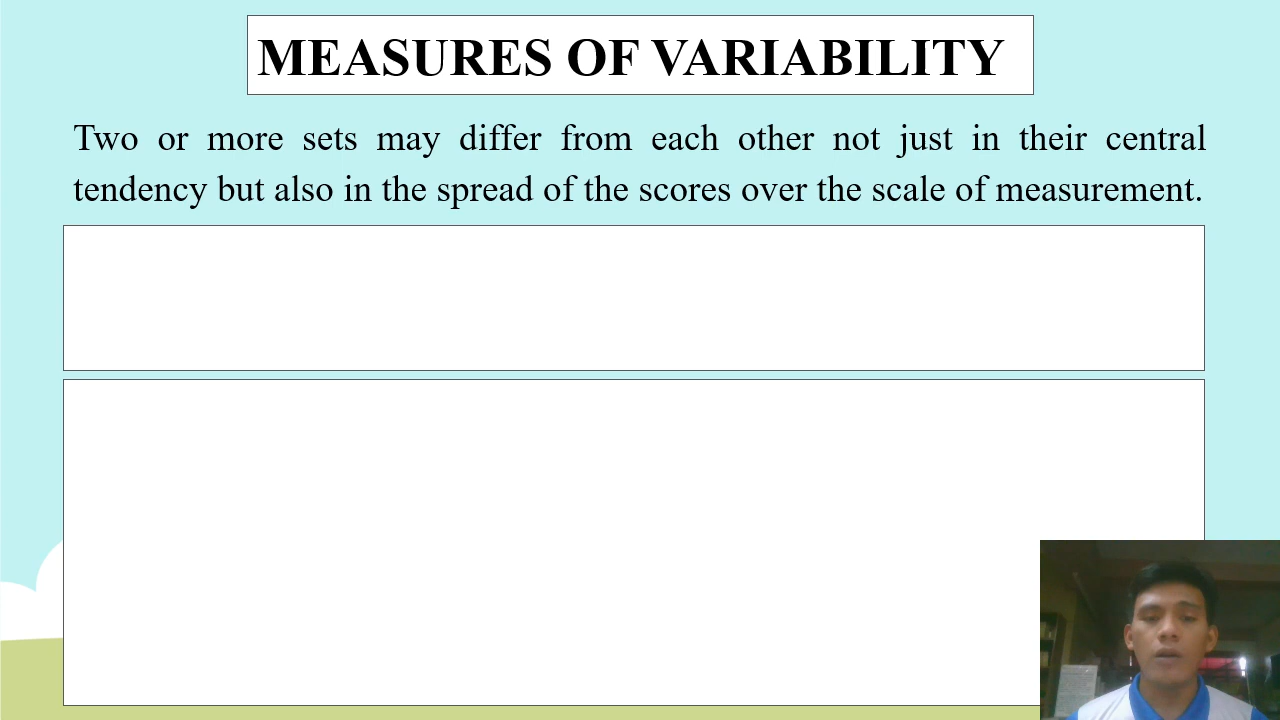 MEASURES OF VARIABILITY
Two or more sets may differ from each other not just in their central
tendency but also in the spread of the scores over the scale of measurement.